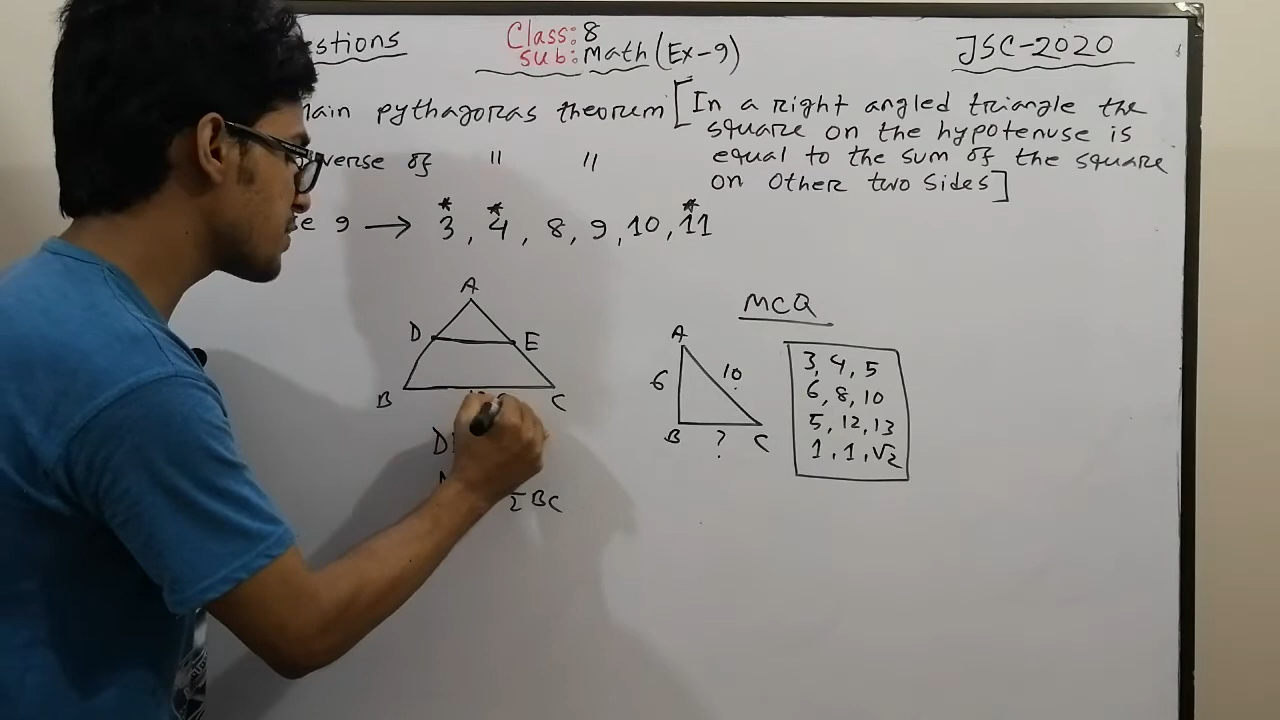 Class: 8
stions
Sub: Math (Ex-9)
JSC-2020
pythagoras theorem [In a right angled triangle the
square on the hypotenuse is
verse of " "
equal to the sum of the square
on other two sides]
e 9 → *3, *4, 8, 9, 10, *11
A
D E
B C
BC
MCQ
A
6 10
B ? C
3, 4, 5
6, 8, 10
5, 12, 13
1, 1, √2